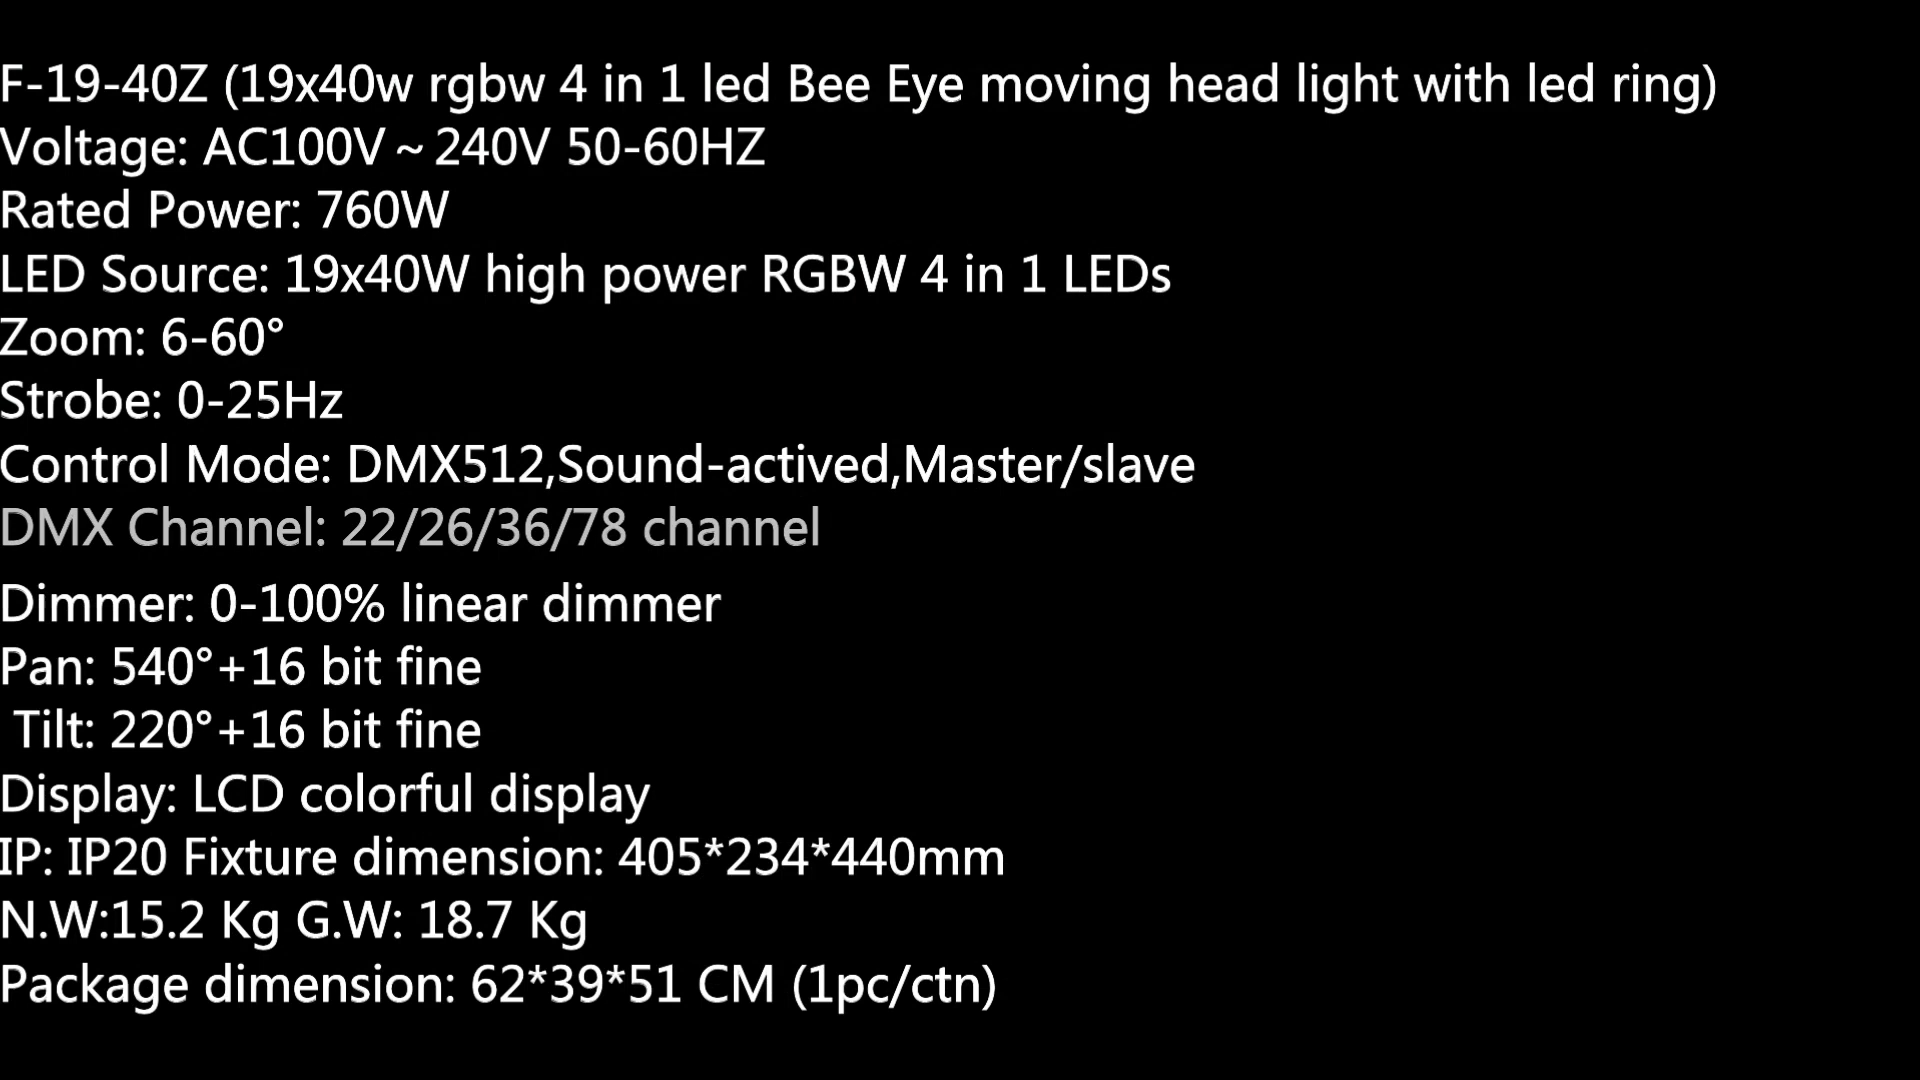 F-19-40Z (19x40w rgbw 4 in 1 led Bee Eye moving head light with led ring)
Voltage: AC100V～240V 50-60HZ
Rated Power: 760W
LED Source: 19x40W high power RGBW 4 in 1 LEDs
Zoom: 6-60°
Strobe: 0-25Hz
Control Mode: DMX512,Sound-actived,Master/slave
DMX Channel: 22/26/36/78 channel
Dimmer: 0-100% linear dimmer
Pan: 540°+16 bit fine
Tilt: 220°+16 bit fine
Display: LCD colorful display
IP: IP20 Fixture dimension: 405*234*440mm
N.W:15.2 Kg G.W: 18.7 Kg
Package dimension: 62*39*51 CM (1pc/ctn)